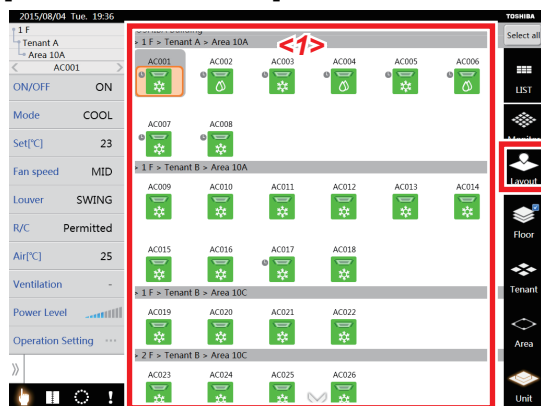 2015/08/04 Tue. 19:36
TOSHIBA
1 F
Tenant A
Area 10A
AC001
ON/OFF ON
Mode COOL
Set[℃] 23
Fan speed MID
Louver SWING
R/C Permitted
Air[℃] 25
Ventilation -
Power Level
Operation Setting ...
<1>
> 1 F > Tenant A > Area 10A
AC001 AC002 AC003 AC004 AC005 AC006
AC007 AC008
> 1 F > Tenant B > Area 10A
AC009 AC010 AC011 AC012 AC013 AC014
AC015 AC016 AC017 AC018
> 1 F > Tenant B > Area 10C
AC019 AC020 AC021 AC022
> 2 F > Tenant B > Area 10C
AC023 AC024 AC025 AC026
Select all
LIST
Monitor
Layout
Floor
Tenant
Area
Unit